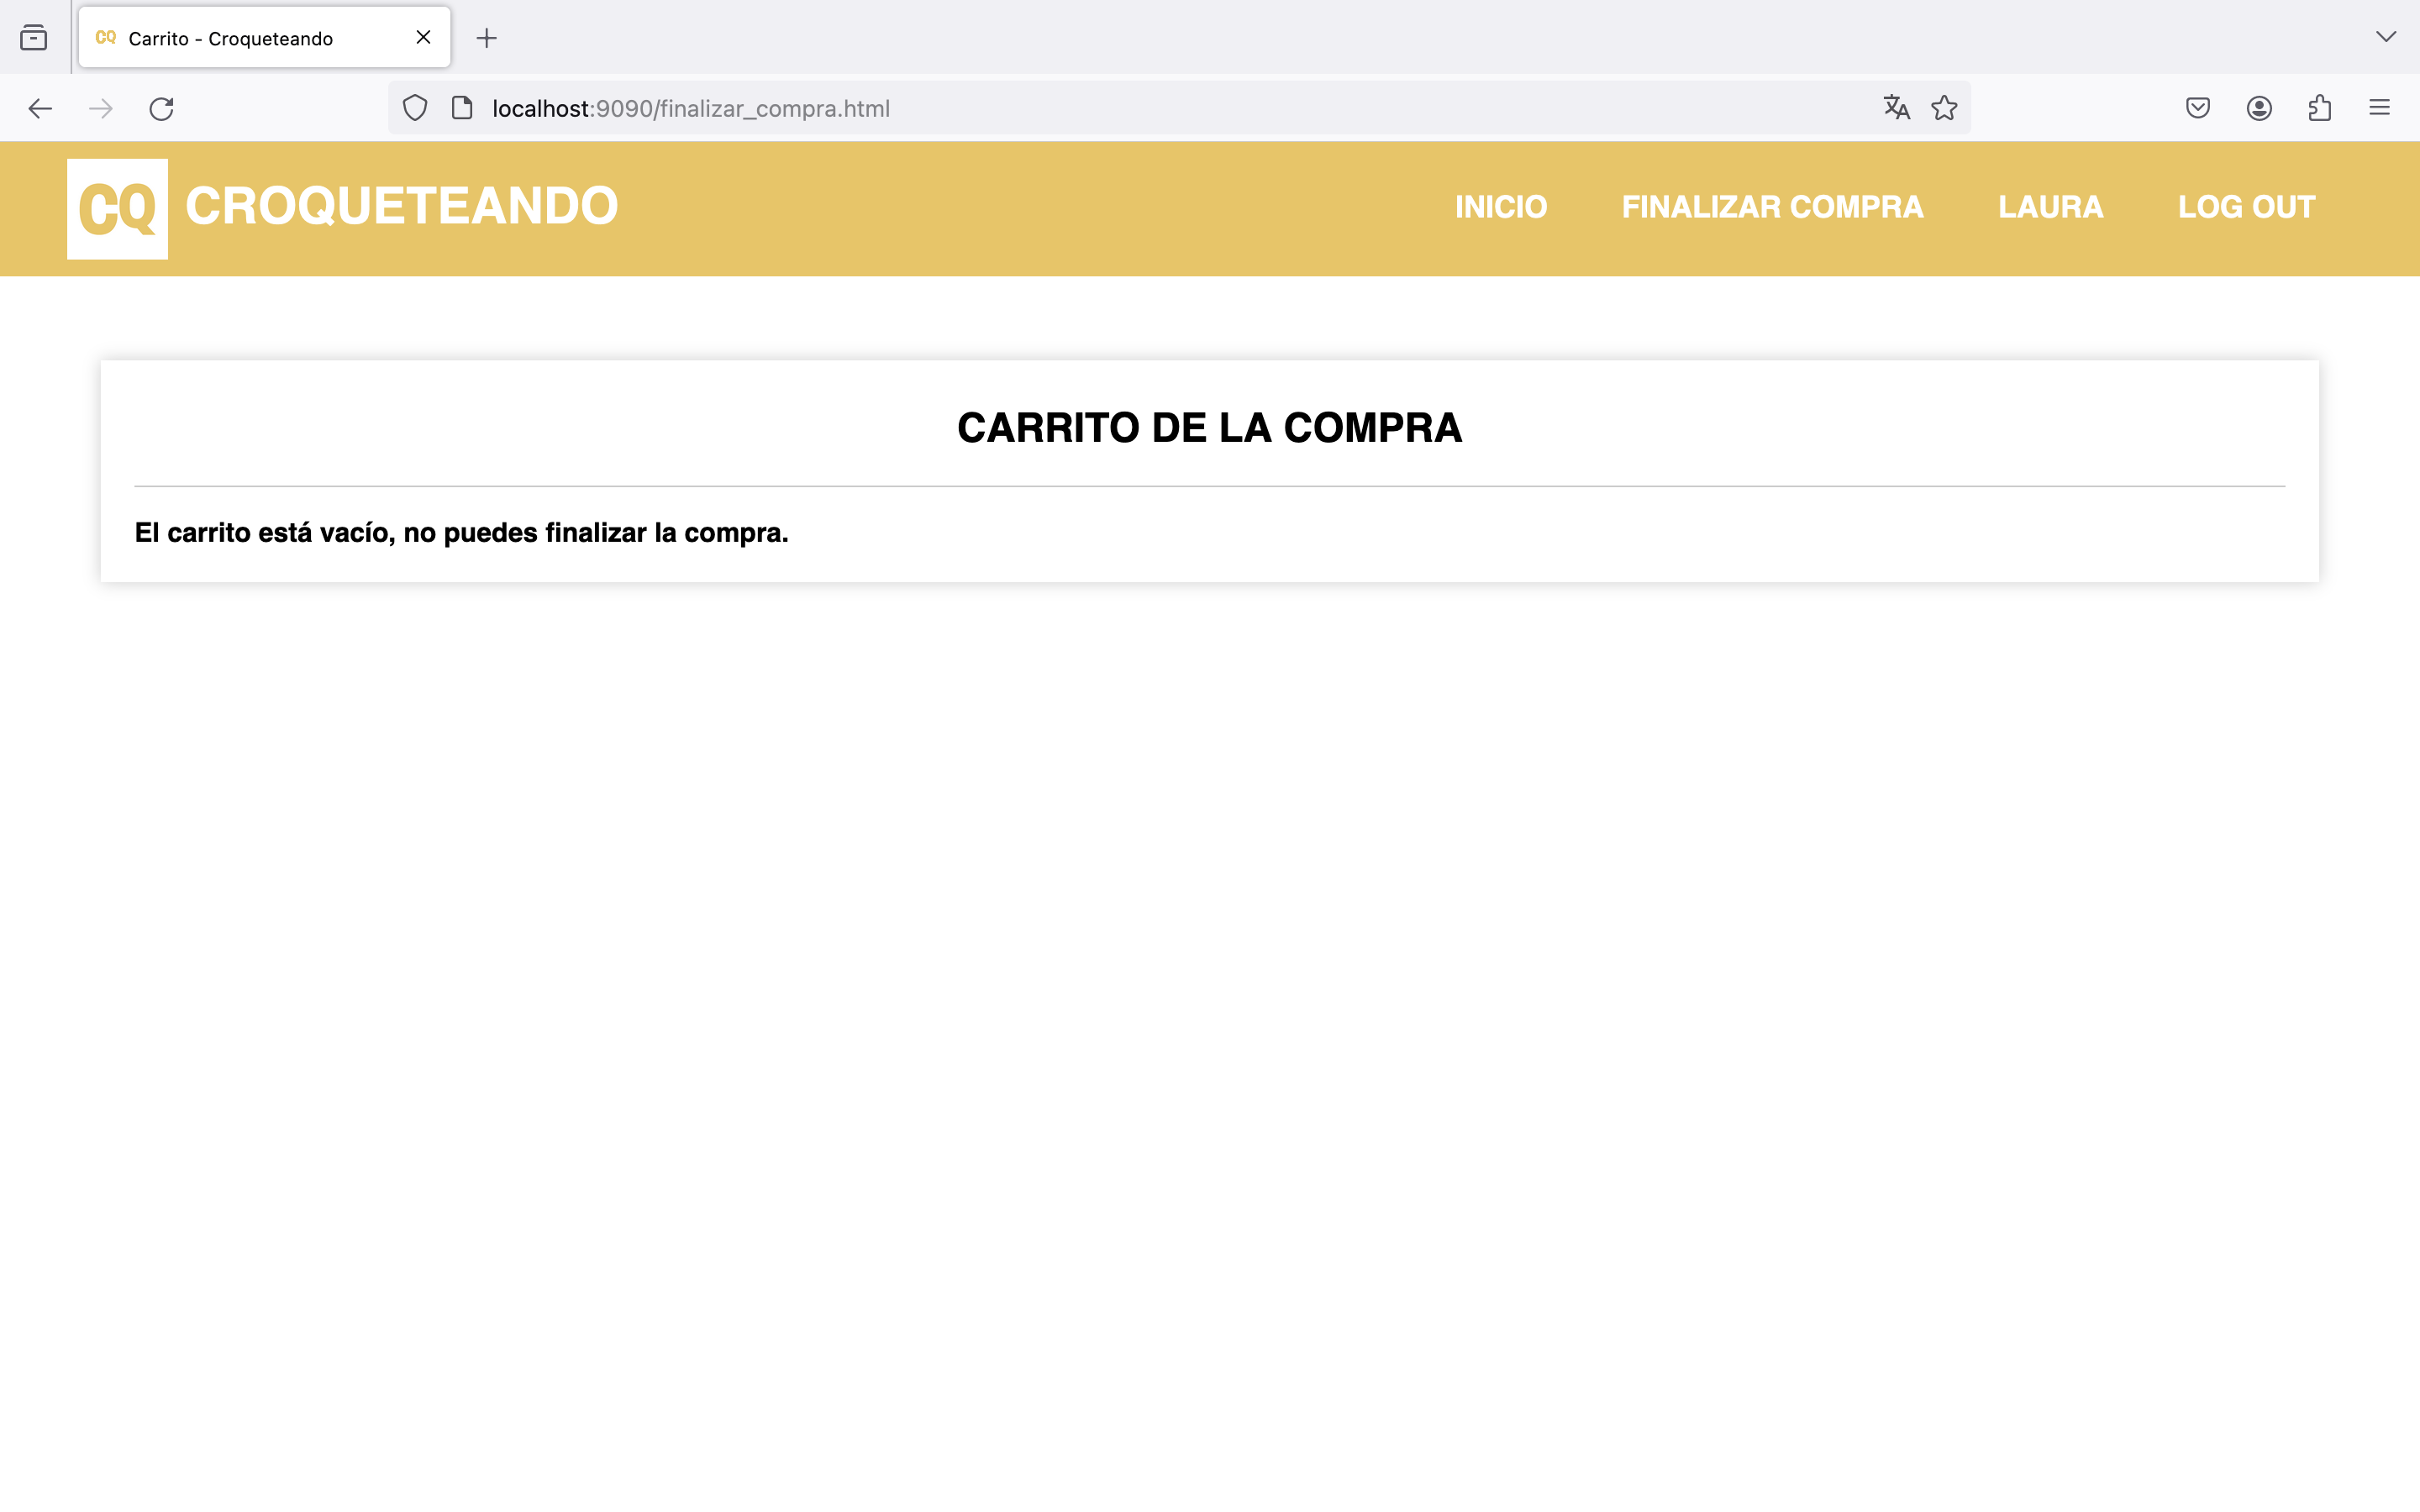 CQ Carrito - Croqueteando
localhost:9090/finalizar_compra.html
CQ CROQUETEANDO INICIO FINALIZAR COMPRA LAURA LOG OUT
CARRITO DE LA COMPRA
El carrito está vacío, no puedes finalizar la compra.